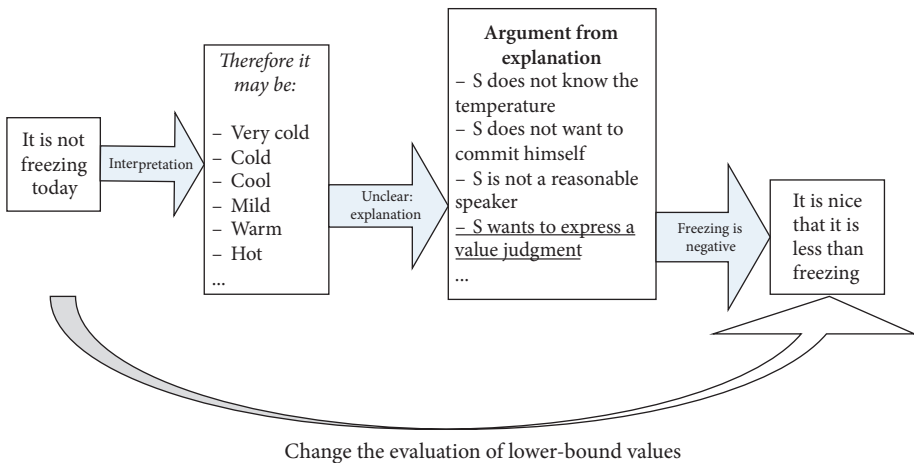 It is not
freezing
today
Interpretation
Therefore it
may be:
– Very cold
– Cold
– Cool
– Mild
– Warm
– Hot
...
Unclear:
explanation
Argument from
explanation
– S does not know the
temperature
– S does not want to
commit himself
– S is not a reasonable
speaker
– S wants to express a
value judgment
...
Freezing is
negative
It is nice
that it is
less than
freezing
Change the evaluation of lower-bound values